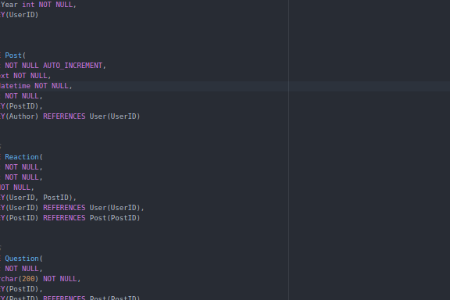 Year int NOT NULL,
Y(UserID)
Post(
NOT NULL AUTO_INCREMENT,
xt NOT NULL,
datetime NOT NULL,
NOT NULL,
Y(PostID),
Y(Author) REFERENCES User(UserID)
Reaction(
NOT NULL,
NOT NULL,
NOT NULL,
Y(UserID, PostID),
Y(UserID) REFERENCES User(UserID),
Y(PostID) REFERENCES Post(PostID)
Question(
NOT NULL,
rchar(200) NOT NULL,
Y(PostID),
Y(PostID) REFERENCES Post(PostID)